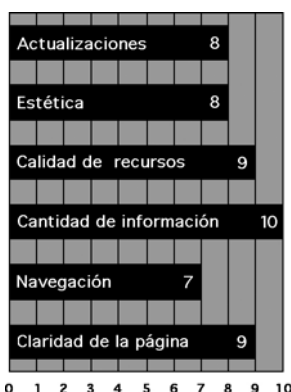 Actualizaciones 8
Estética 8
Calidad de recursos 9
Cantidad de información 10
Navegación 7
Claridad de la página 9
0 1 2 3 4 5 6 7 8 9 10